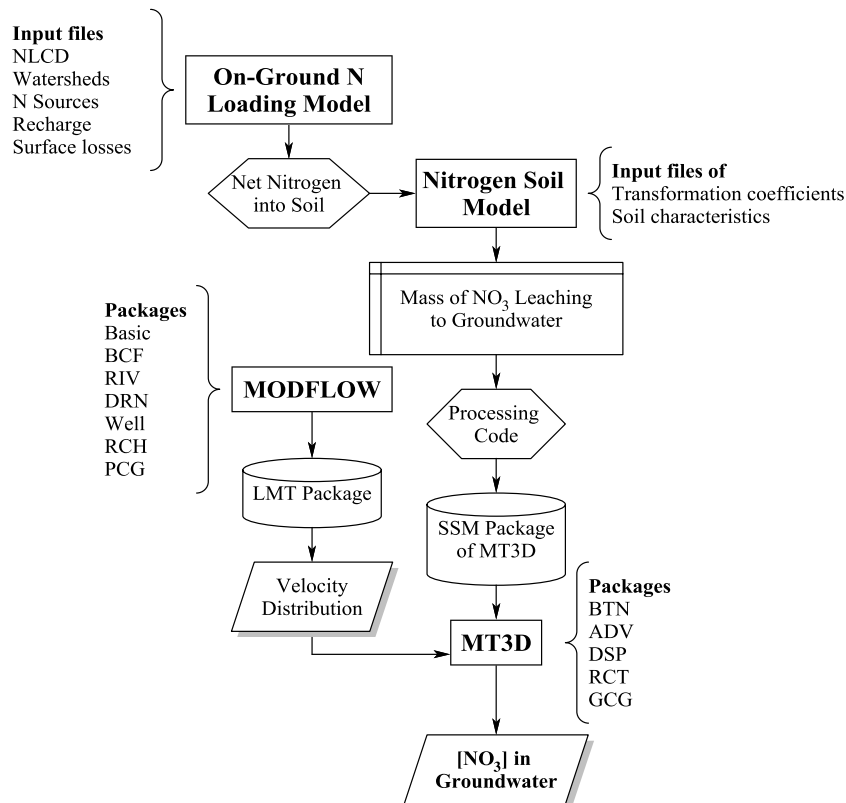 Input files
NLCD
Watersheds
N Sources
Recharge
Surface losses
On-Ground N
Loading Model
Net Nitrogen
into Soil
Nitrogen Soil
Model
Input files of
Transformation coefficients
Soil characteristics
Mass of NO3 Leaching
to Groundwater
Packages
Basic
BCF
RIV
DRN
Well
RCH
PCG
MODFLOW
Processing
Code
LMT Package
SSM Package
of MT3D
Velocity
Distribution
Packages
BTN
ADV
DSP
RCT
GCG
MT3D
[NO3] in
Groundwater